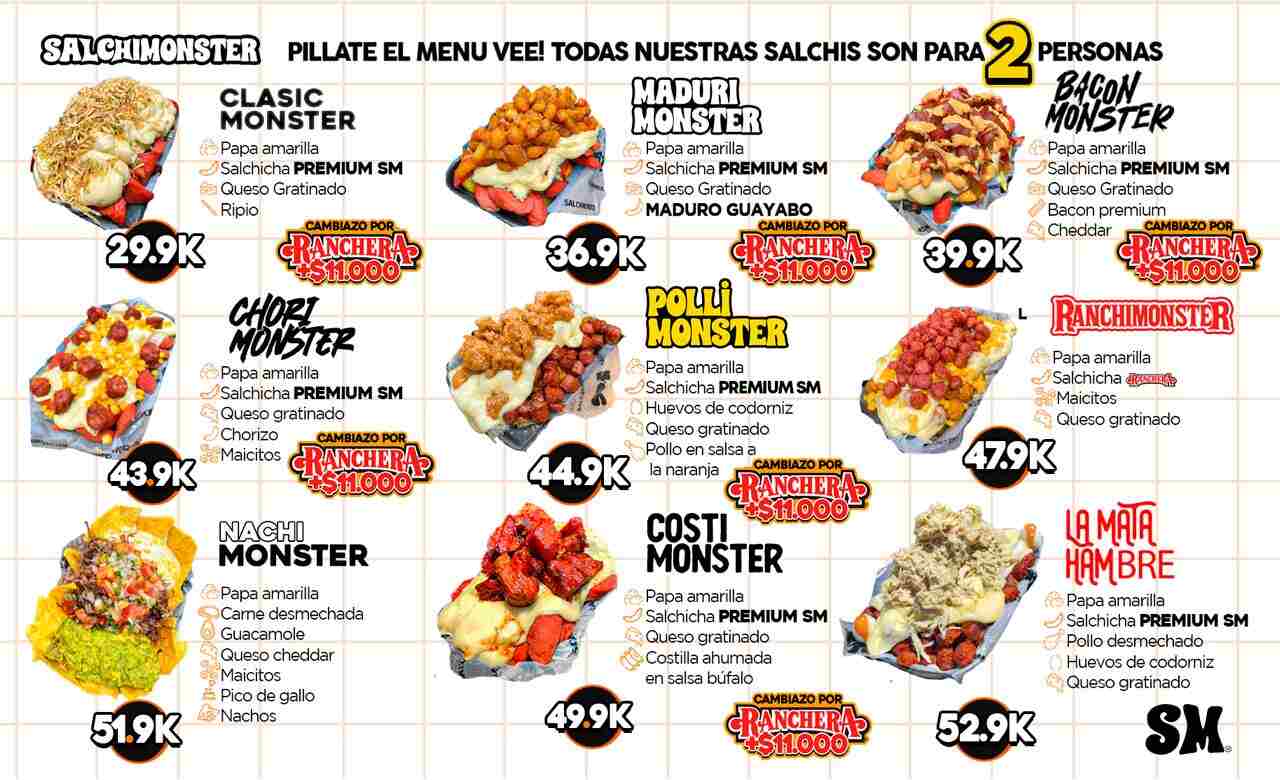 SALCHIMONSTER
PILLATE EL MENU VEE! TODAS NUESTRAS SALCHIS SON PARA 2 PERSONAS
CLASIC
MONSTER
Papa amarilla
Salchicha PREMIUM SM
Queso Gratinado
Ripio
29.9K
CAMBIAZO POR
RANCHERA
+$11.000
MADURI
MONSTER
Papa amarilla
Salchicha PREMIUM SM
Queso Gratinado
MADURO GUAYABO
36.9K
CAMBIAZO POR
RANCHERA
+$11.000
BACON
MONSTER
Papa amarilla
Salchicha PREMIUM SM
Queso Gratinado
Bacon premium
Cheddar
39.9K
CAMBIAZO POR
RANCHERA
+$11.000
CHORI
MONSTER
Papa amarilla
Salchicha PREMIUM SM
Queso gratinado
Chorizo
Maicitos
43.9K
CAMBIAZO POR
RANCHERA
+$11.000
POLLI
MONSTER
Papa amarilla
Salchicha PREMIUM SM
Huevos de codorniz
Queso gratinado
Pollo en salsa a
la naranja
44.9K
CAMBIAZO POR
RANCHERA
+$11.000
L
RANCHIMONSTER
Papa amarilla
Salchicha RANCHERA
Maicitos
Queso gratinado
47.9K
NACHI
MONSTER
Papa amarilla
Carne desmechada
Guacamole
Queso cheddar
Maicitos
Pico de gallo
Nachos
51.9K
COSTI
MONSTER
Papa amarilla
Salchicha PREMIUM SM
Queso gratinado
Costilla ahumada
en salsa búfalo
49.9K
CAMBIAZO POR
RANCHERA
+$11.000
LA MATA
HAMBRE
Papa amarilla
Salchicha PREMIUM SM
Pollo desmechado
Huevos de codorniz
Queso gratinado
52.9K
SM